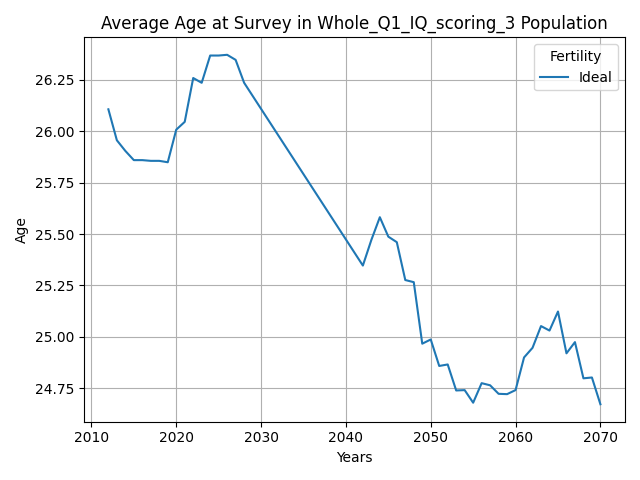 Average Age at Survey in Whole_Q1_IQ_scoring_3 Population
Fertility
Ideal
26.25
26.00
25.75
25.50
25.25
25.00
24.75
Age
2010 2020 2030 2040 2050 2060 2070
Years